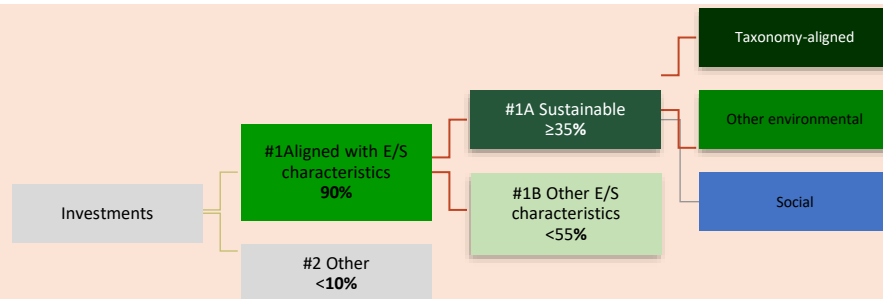 Investments
#1Aligned with E/S
characteristics
90%
#2 Other
<10%
#1A Sustainable
≥35%
#1B Other E/S
characteristics
<55%
Taxonomy-aligned
Other environmental
Social